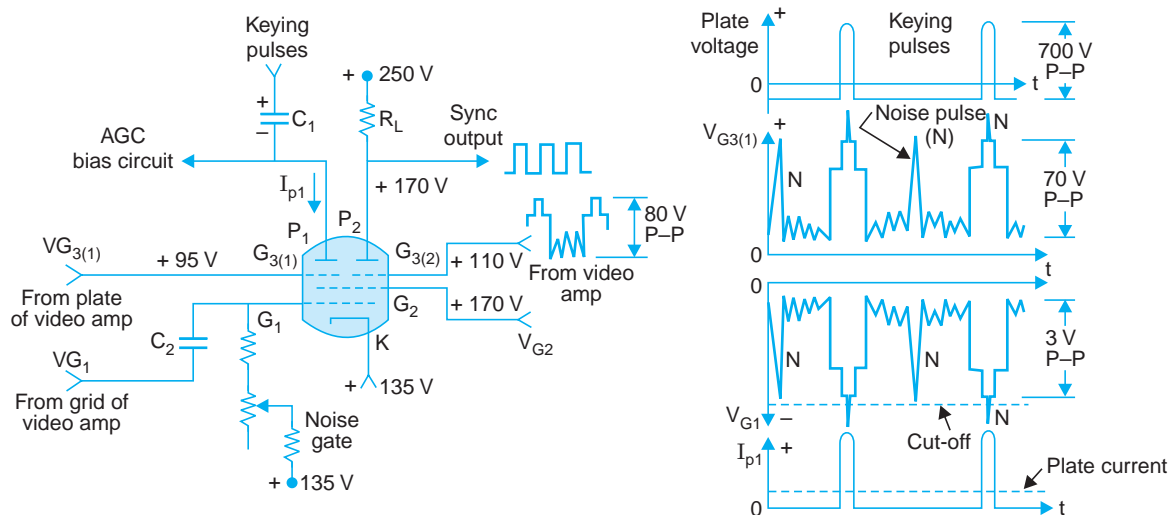 Keying
pulses
+
C1
–
+ 250 V
RL
AGC
bias circuit
Sync
output
Ip1
+ 170 V
P1
P2
80 V
P–P
VG3(1)
+ 95 V
G3(1)
G3(2)
+ 110 V
From video
amp
From plate
of video amp
G2
+ 170 V
VG2
G1
C2
K
VG1
+ 135 V
From grid of
video amp
Noise
gate
+ 135 V
Plate
voltage
+
Keying
pulses
700 V
P–P
0
t
VG3(1)
+
Noise pulse
(N)
N
N
70 V
P–P
0
t
0
t
N
N
3 V
P–P
VG1
–
N
Cut-off
Ip1
+
Plate current
0
t